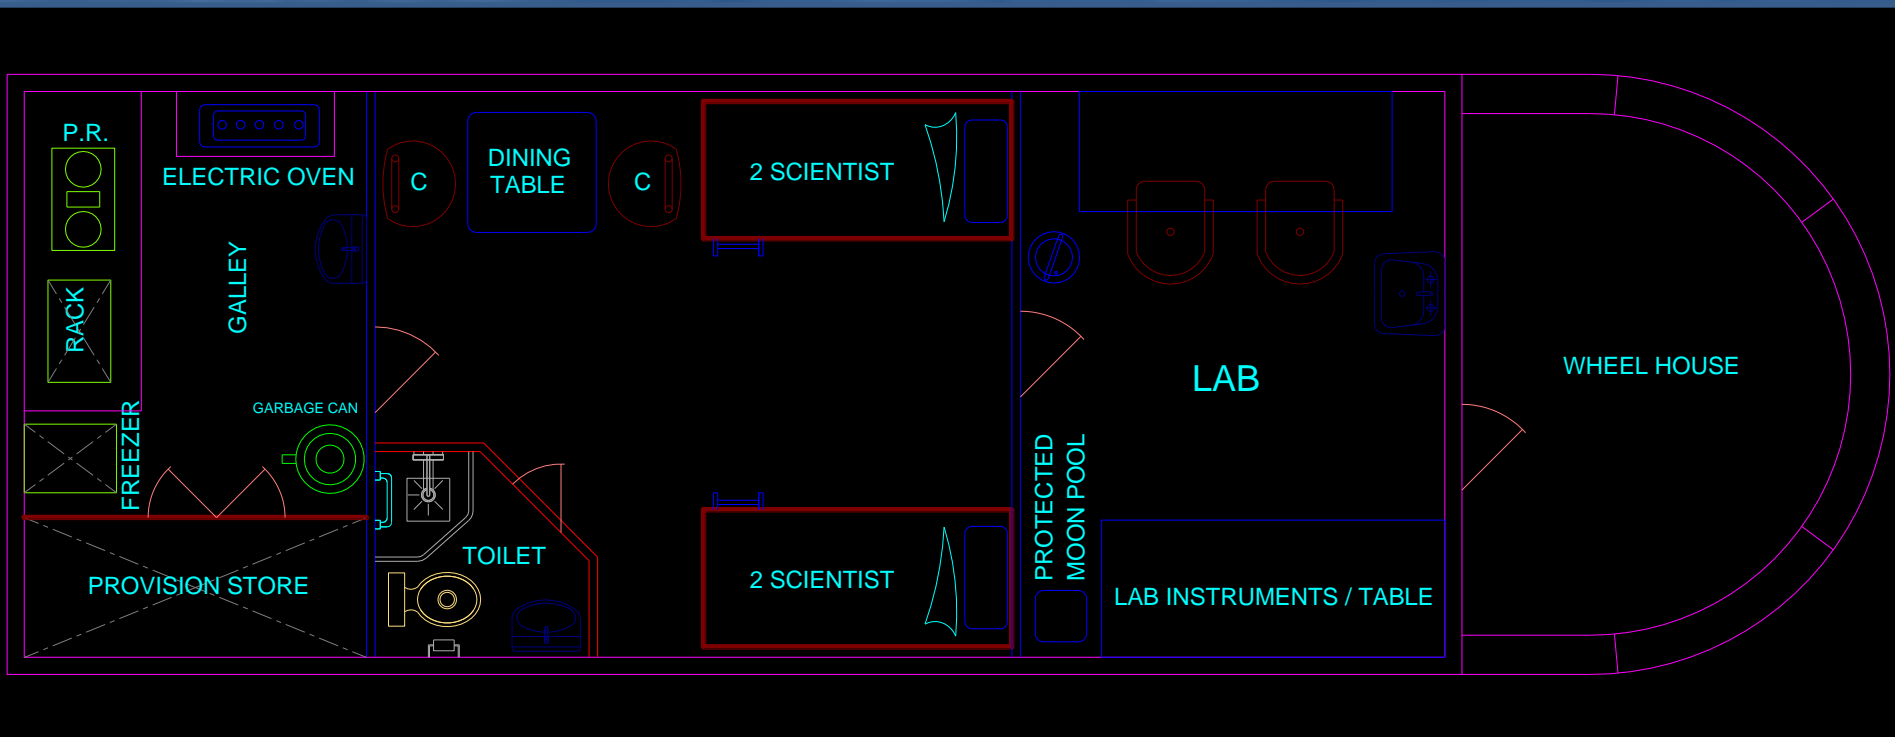 P.R.
ELECTRIC OVEN
RACK
GALLEY
FREEZER
GARBAGE CAN
PROVISION STORE
C
DINING
TABLE
C
TOILET
2 SCIENTIST
2 SCIENTIST
LAB
PROTECTED
MOON POOL
LAB INSTRUMENTS / TABLE
WHEEL HOUSE